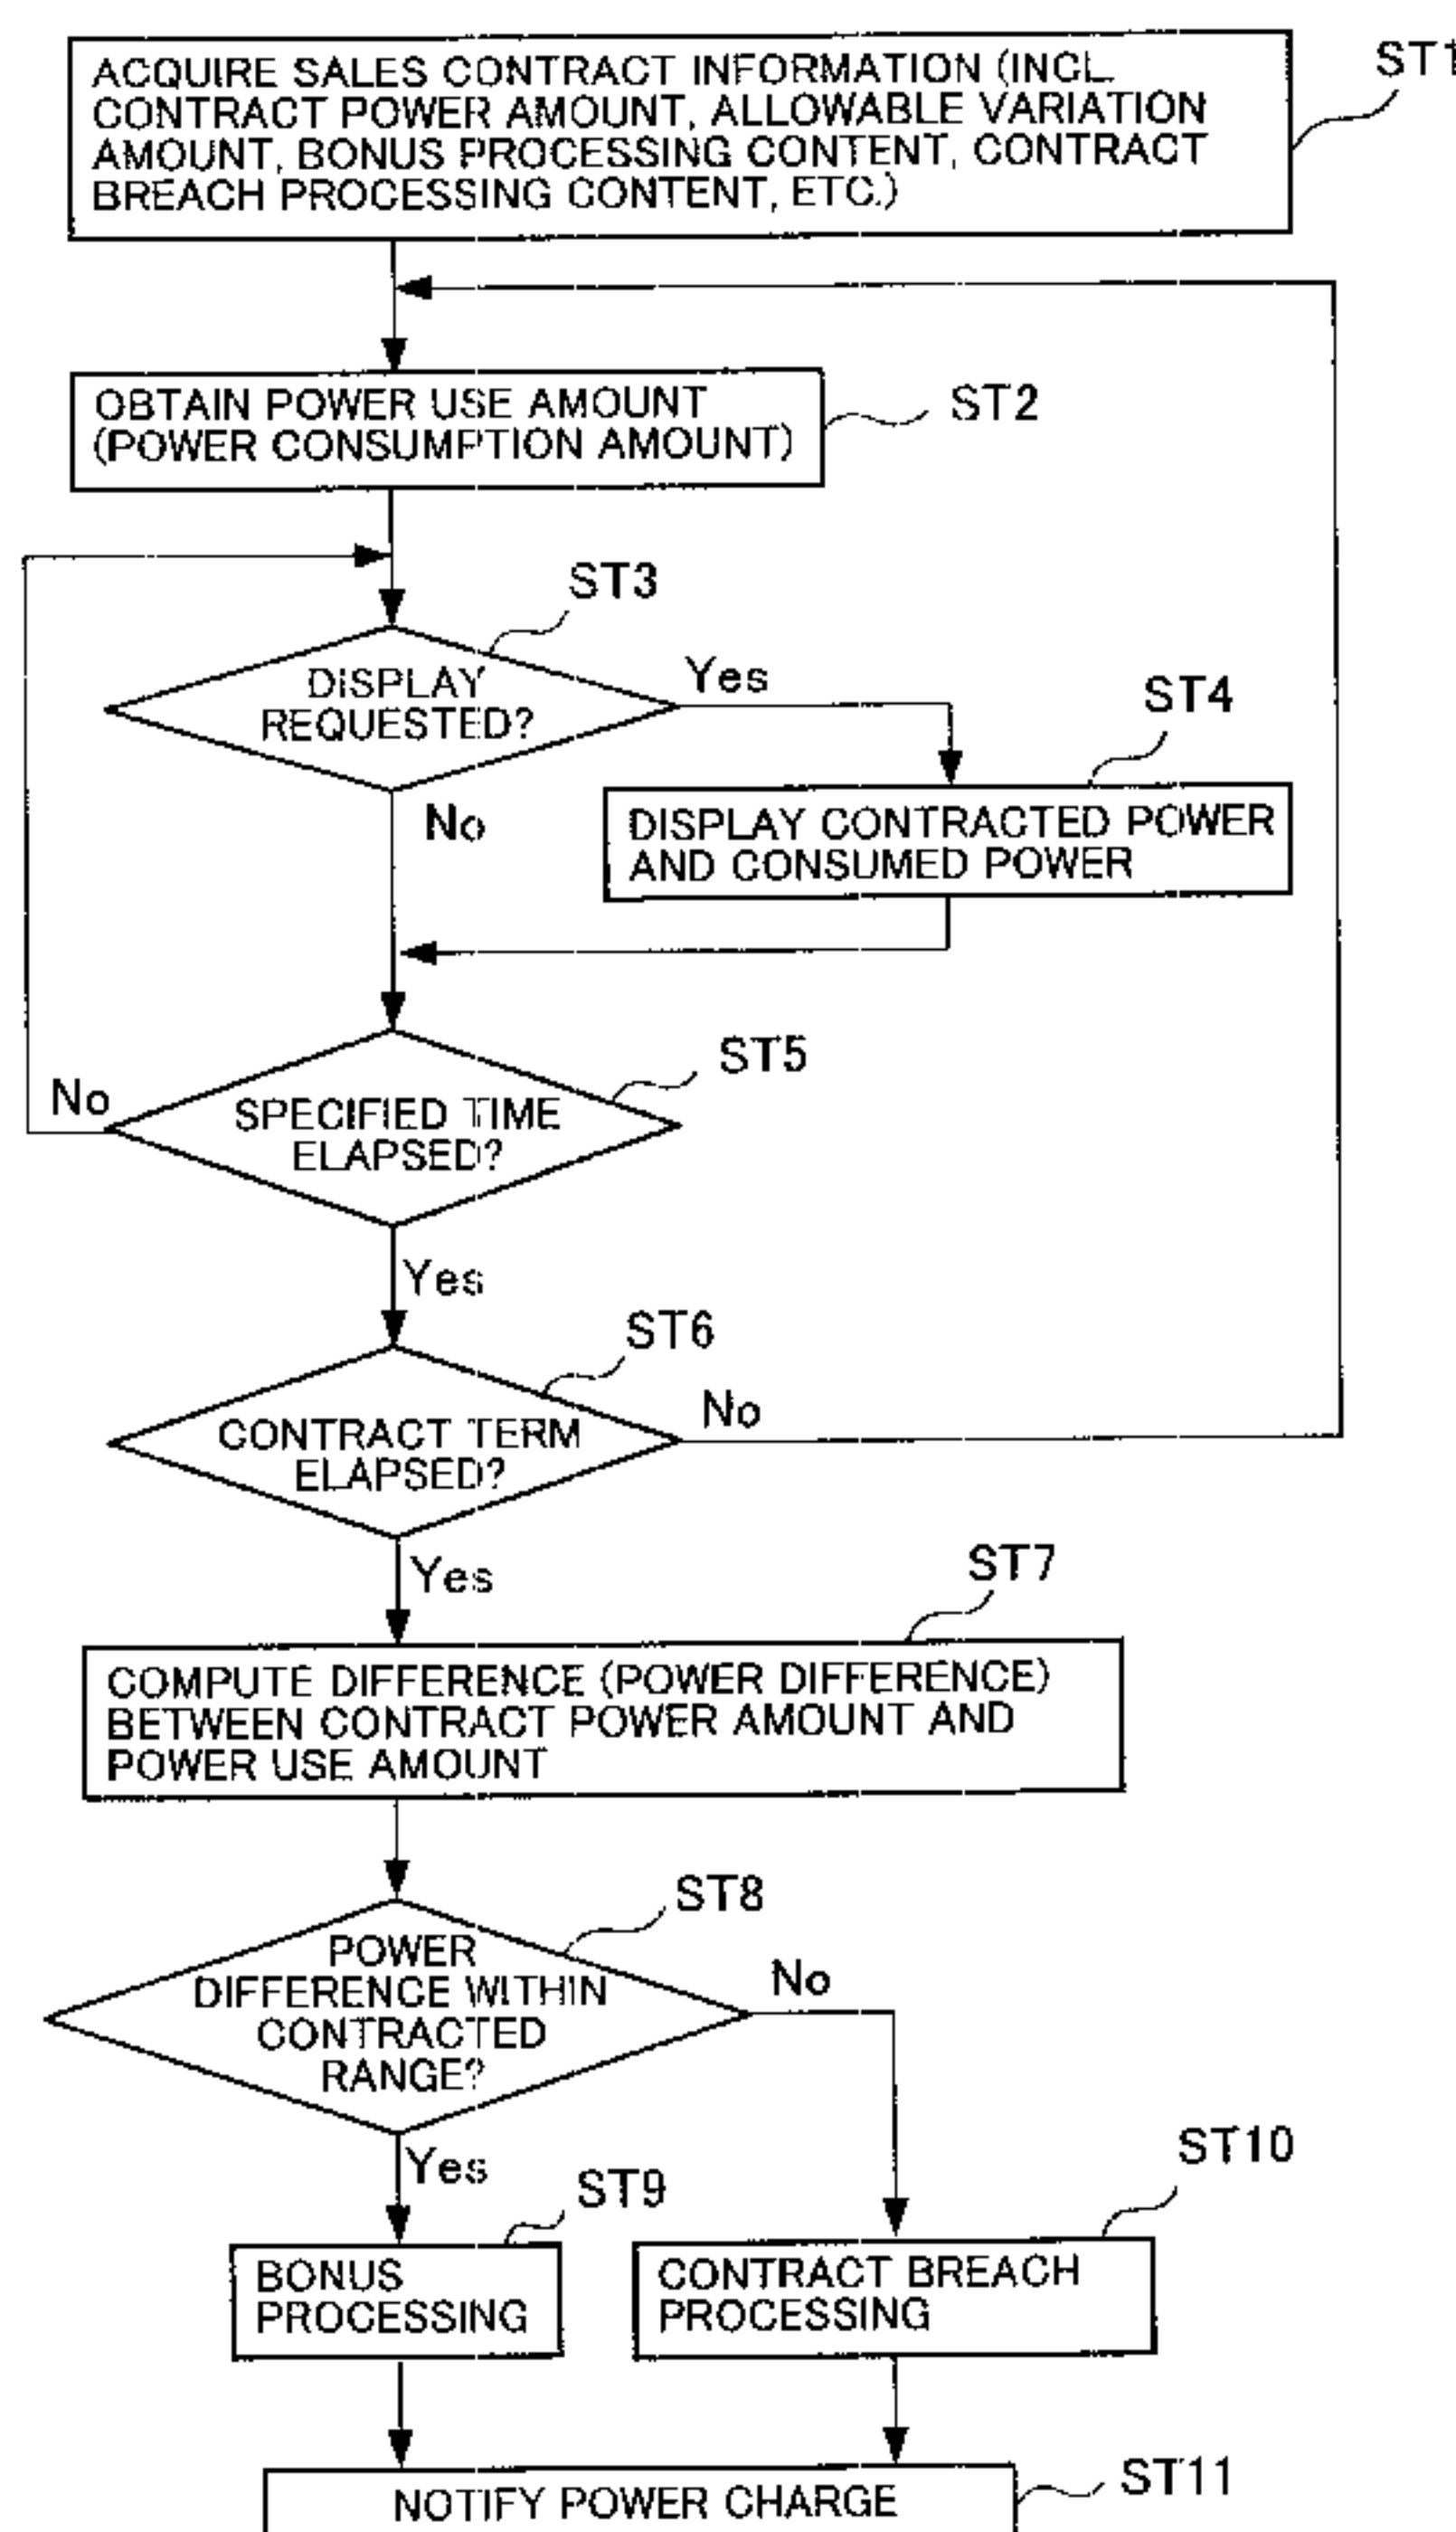 ST1
ACQUIRE SALES CONTRACT INFORMATION (INCL.
CONTRACT POWER AMOUNT, ALLOWABLE VARIATION
AMOUNT, BONUS PROCESSING CONTENT, CONTRACT
BREACH PROCESSING CONTENT, ETC.)
OBTAIN POWER USE AMOUNT
(POWER CONSUMPTION AMOUNT)
ST2
ST3
DISPLAY
REQUESTED?
Yes
No
ST4
DISPLAY CONTRACTED POWER
AND CONSUMED POWER
ST5
SPECIFIED TIME
ELAPSED?
No
Yes
ST6
CONTRACT TERM
ELAPSED?
No
Yes
ST7
COMPUTE DIFFERENCE (POWER DIFFERENCE)
BETWEEN CONTRACT POWER AMOUNT AND
POWER USE AMOUNT
ST8
POWER
DIFFERENCE WITHIN
CONTRACTED
RANGE?
No
Yes
ST9
BONUS
PROCESSING
ST10
CONTRACT BREACH
PROCESSING
NOTIFY POWER CHARGE
ST11